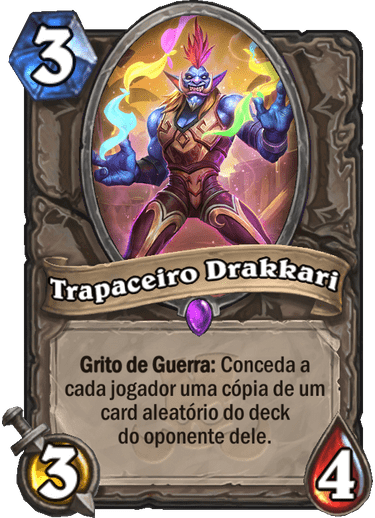 3
Trapaceiro Drakkari
Grito de Guerra: Conceda a
cada jogador uma cópia de um
card aleatório do deck
do oponente dele.
3
4